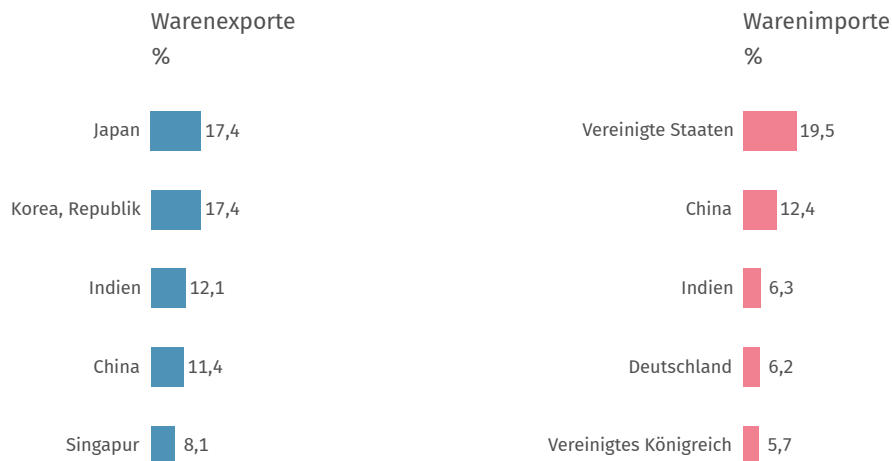 Warenexporte
%
Japan 17,4
Korea, Republik 17,4
Indien 12,1
China 11,4
Singapur 8,1
Warenimporte
%
Vereinigte Staaten 19,5
China 12,4
Indien 6,3
Deutschland 6,2
Vereinigtes Königreich 5,7